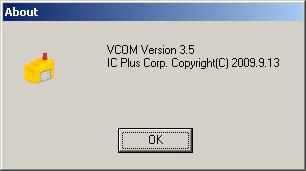 About
VCOM Version 3.5
IC Plus Corp. Copyright(C) 2009.9.13
OK